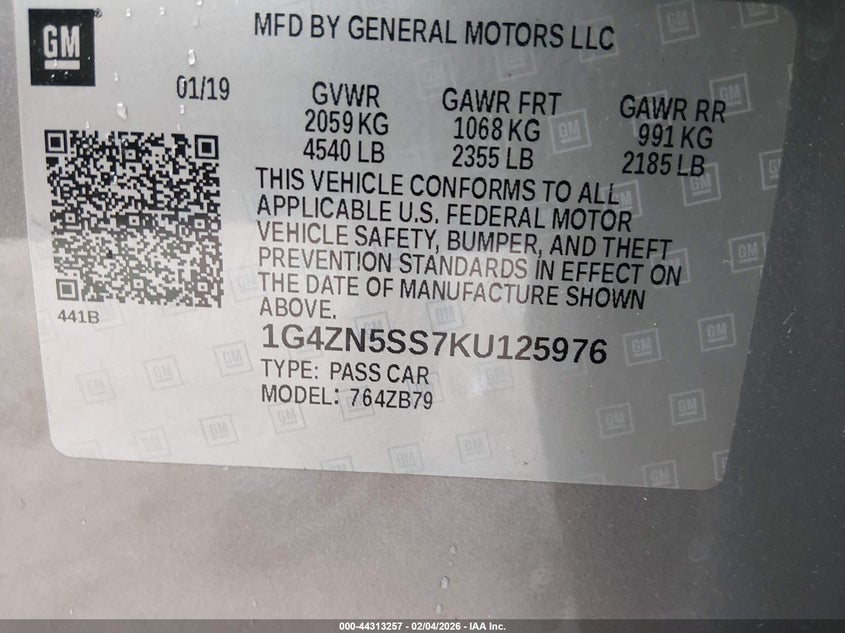 GM
MFD BY GENERAL MOTORS LLC
01/19
GVWR
2059 KG
4540 LB
GAWR FRT
1068 KG
2355 LB
GAWR RR
991 KG
2185 LB
THIS VEHICLE CONFORMS TO ALL
APPLICABLE U.S. FEDERAL MOTOR
VEHICLE SAFETY, BUMPER, AND THEFT
PREVENTION STANDARDS IN EFFECT ON
THE DATE OF MANUFACTURE SHOWN
ABOVE.
441B
1G4ZN5SS7KU125976
TYPE: PASS CAR
MODEL: 764ZB79
000-44313257 - 02/04/2026 - IAA Inc.